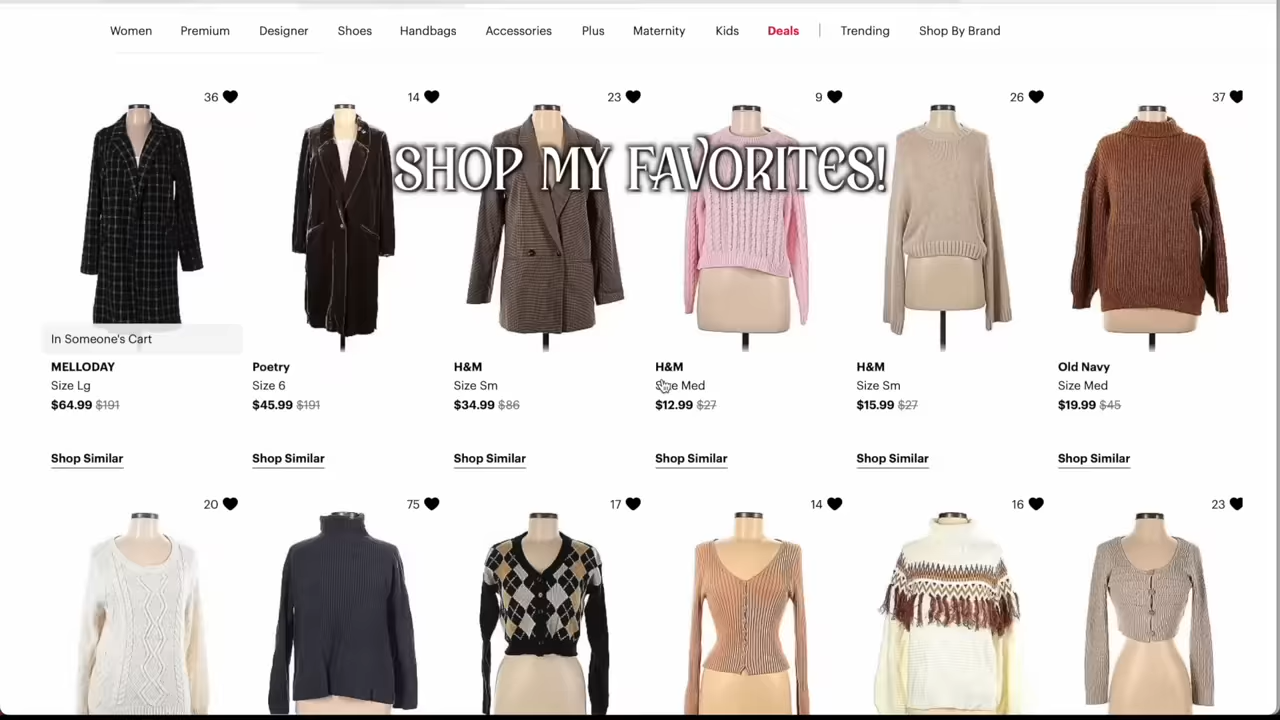 Women Premium Designer Shoes Handbags Accessories Plus Maternity Kids Deals Trending Shop By Brand
36 14 23 9 26 37
SHOP MY FAVORITES!
In Someone's Cart
MELLODAY Poetry H&M H&M H&M Old Navy
Size Lg Size 6 Size Sm Size Med Size Sm Size Med
$64.99 $191 $45.99 $191 $34.99 $86 $12.99 $27 $15.99 $27 $19.99 $45
Shop Similar Shop Similar Shop Similar Shop Similar Shop Similar Shop Similar
20 75 17 14 16 23